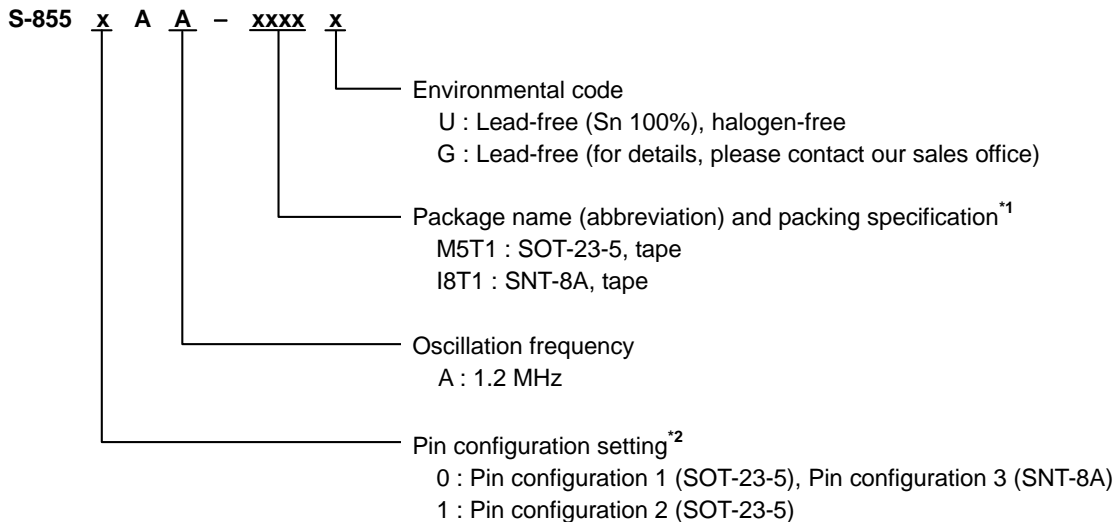 S-855 x A A – xxxx x
Environmental code
U : Lead-free (Sn 100%), halogen-free
G : Lead-free (for details, please contact our sales office)
Package name (abbreviation) and packing specification*1
M5T1 : SOT-23-5, tape
I8T1 : SNT-8A, tape
Oscillation frequency
A : 1.2 MHz
Pin configuration setting*2
0 : Pin configuration 1 (SOT-23-5), Pin configuration 3 (SNT-8A)
1 : Pin configuration 2 (SOT-23-5)